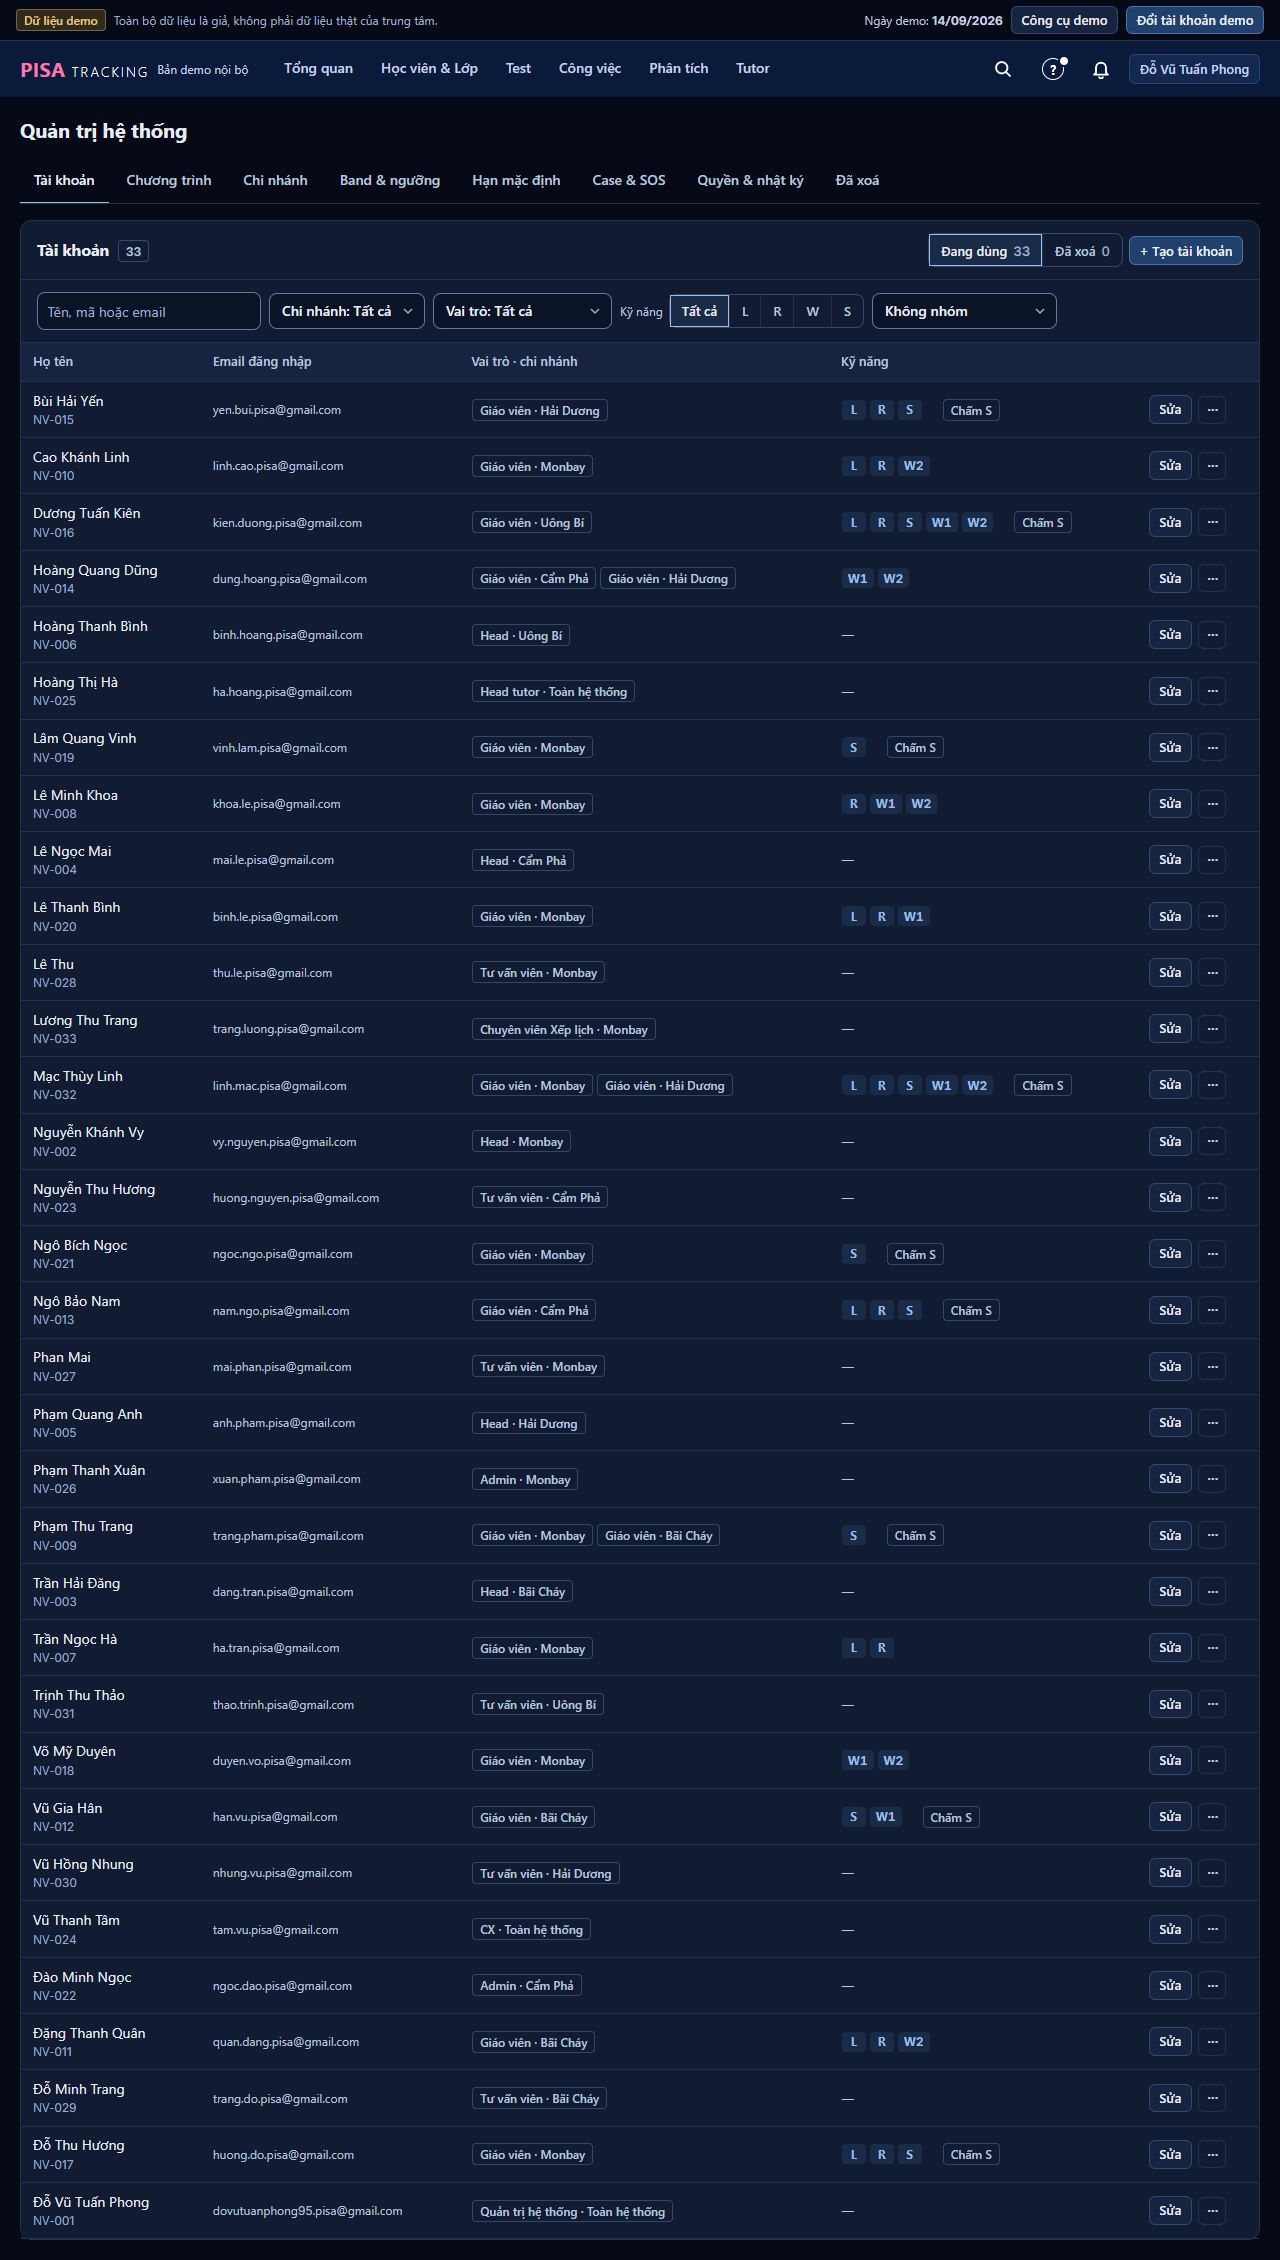 Dữ liệu demo Toàn bộ dữ liệu là giả, không phải dữ liệu thật của trung tâm. Ngày demo: 14/09/2026 Công cụ demo Đổi tài khoản demo
PISA TRACKING Bản demo nội bộ Tổng quan Học viên & Lớp Test Công việc Phân tích Tutor ? Đỗ Vũ Tuấn Phong
Quản trị hệ thống
Tài khoản Chương trình Chi nhánh Band & ngưỡng Hạn mặc định Case & SOS Quyền & nhật ký Đã xoá
Tài khoản 33 Đang dùng 33 Đã xoá 0 + Tạo tài khoản
Tên, mã hoặc email Chi nhánh: Tất cả Vai trò: Tất cả Kỹ năng Tất cả L R W S Không nhóm
Họ tên Email đăng nhập Vai trò · chi nhánh Kỹ năng
Bùi Hải Yến yen.bui.pisa@gmail.com Giáo viên · Hải Dương L R S Chấm S Sửa ···
NV-015
Cao Khánh Linh linh.cao.pisa@gmail.com Giáo viên · Monbay L R W2 Sửa ···
NV-010
Dương Tuấn Kiên kien.duong.pisa@gmail.com Giáo viên · Uông Bí L R S W1 W2 Chấm S Sửa ···
NV-016
Hoàng Quang Dũng dung.hoang.pisa@gmail.com Giáo viên · Cẩm Phả Giáo viên · Hải Dương W1 W2 Sửa ···
NV-014
Hoàng Thanh Bình binh.hoang.pisa@gmail.com Head · Uông Bí — Sửa ···
NV-006
Hoàng Thị Hà ha.hoang.pisa@gmail.com Head tutor · Toàn hệ thống — Sửa ···
NV-025
Lâm Quang Vinh vinh.lam.pisa@gmail.com Giáo viên · Monbay S Chấm S Sửa ···
NV-019
Lê Minh Khoa khoa.le.pisa@gmail.com Giáo viên · Monbay R W1 W2 Sửa ···
NV-008
Lê Ngọc Mai mai.le.pisa@gmail.com Head · Cẩm Phả — Sửa ···
NV-004
Lê Thanh Bình binh.le.pisa@gmail.com Giáo viên · Monbay L R W1 Sửa ···
NV-020
Lê Thu thu.le.pisa@gmail.com Tư vấn viên · Monbay — Sửa ···
NV-028
Lương Thu Trang trang.luong.pisa@gmail.com Chuyên viên Xếp lịch · Monbay — Sửa ···
NV-033
Mạc Thùy Linh linh.mac.pisa@gmail.com Giáo viên · Monbay Giáo viên · Hải Dương L R S W1 W2 Chấm S Sửa ···
NV-032
Nguyễn Khánh Vy vy.nguyen.pisa@gmail.com Head · Monbay — Sửa ···
NV-002
Nguyễn Thu Hương huong.nguyen.pisa@gmail.com Tư vấn viên · Cẩm Phả — Sửa ···
NV-023
Ngô Bích Ngọc ngoc.ngo.pisa@gmail.com Giáo viên · Monbay S Chấm S Sửa ···
NV-021
Ngô Bảo Nam nam.ngo.pisa@gmail.com Giáo viên · Cẩm Phả L R S Chấm S Sửa ···
NV-013
Phan Mai mai.phan.pisa@gmail.com Tư vấn viên · Monbay — Sửa ···
NV-027
Phạm Quang Anh anh.pham.pisa@gmail.com Head · Hải Dương — Sửa ···
NV-005
Phạm Thanh Xuân xuan.pham.pisa@gmail.com Admin · Monbay — Sửa ···
NV-026
Phạm Thu Trang trang.pham.pisa@gmail.com Giáo viên · Monbay Giáo viên · Bãi Cháy S Chấm S Sửa ···
NV-009
Trần Hải Đăng dang.tran.pisa@gmail.com Head · Bãi Cháy — Sửa ···
NV-003
Trần Ngọc Hà ha.tran.pisa@gmail.com Giáo viên · Monbay L R Sửa ···
NV-007
Trịnh Thu Thảo thao.trinh.pisa@gmail.com Tư vấn viên · Uông Bí — Sửa ···
NV-031
Võ Mỹ Duyên duyen.vo.pisa@gmail.com Giáo viên · Monbay W1 W2 Sửa ···
NV-018
Vũ Gia Hân han.vu.pisa@gmail.com Giáo viên · Bãi Cháy S W1 Chấm S Sửa ···
NV-012
Vũ Hồng Nhung nhung.vu.pisa@gmail.com Tư vấn viên · Hải Dương — Sửa ···
NV-030
Vũ Thanh Tâm tam.vu.pisa@gmail.com CX · Toàn hệ thống — Sửa ···
NV-024
Đào Minh Ngọc ngoc.dao.pisa@gmail.com Admin · Cẩm Phả — Sửa ···
NV-022
Đặng Thanh Quân quan.dang.pisa@gmail.com Giáo viên · Bãi Cháy L R W2 Sửa ···
NV-011
Đỗ Minh Trang trang.do.pisa@gmail.com Tư vấn viên · Bãi Cháy — Sửa ···
NV-029
Đỗ Thu Hương huong.do.pisa@gmail.com Giáo viên · Monbay L R S Chấm S Sửa ···
NV-017
Đỗ Vũ Tuấn Phong dovutuanphong95.pisa@gmail.com Quản trị hệ thống · Toàn hệ thống — Sửa ···
NV-001